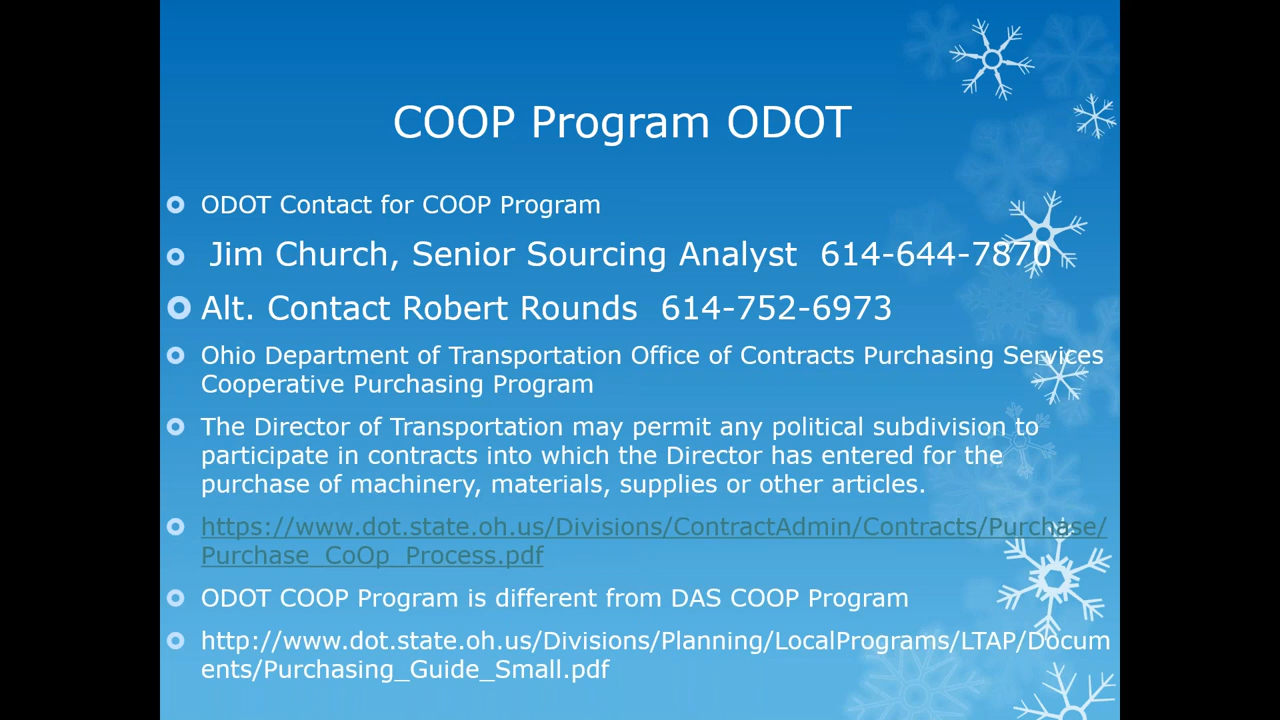 COOP Program ODOT
ODOT Contact for COOP Program
Jim Church, Senior Sourcing Analyst 614-644-7870
Alt. Contact Robert Rounds 614-752-6973
Ohio Department of Transportation Office of Contracts Purchasing Services
Cooperative Purchasing Program
The Director of Transportation may permit any political subdivision to
participate in contracts into which the Director has entered for the
purchase of machinery, materials, supplies or other articles.
https://www.dot.state.oh.us/Divisions/ContractAdmin/Contracts/Purchase/
Purchase_CoOp_Process.pdf
ODOT COOP Program is different from DAS COOP Program
http://www.dot.state.oh.us/Divisions/Planning/LocalPrograms/LTAP/Docum
ents/Purchasing_Guide_Small.pdf